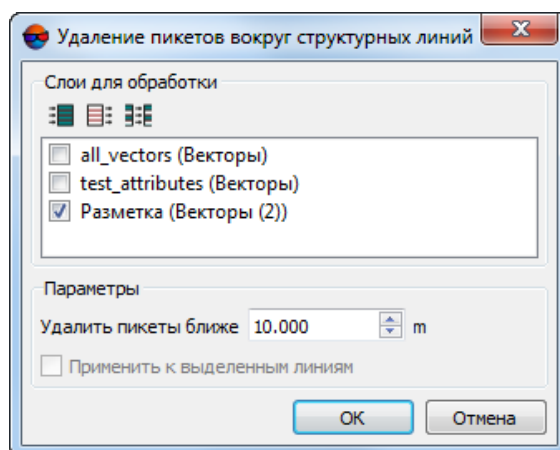 Удаление пикетов вокруг структурных линий
Слои для обработки
all_vectors (Векторы)
test_attributes (Векторы)
Разметка (Векторы (2))
Параметры
Удалить пикеты ближе 10.000 m
Применить к выделенным линиям
OK Отмена